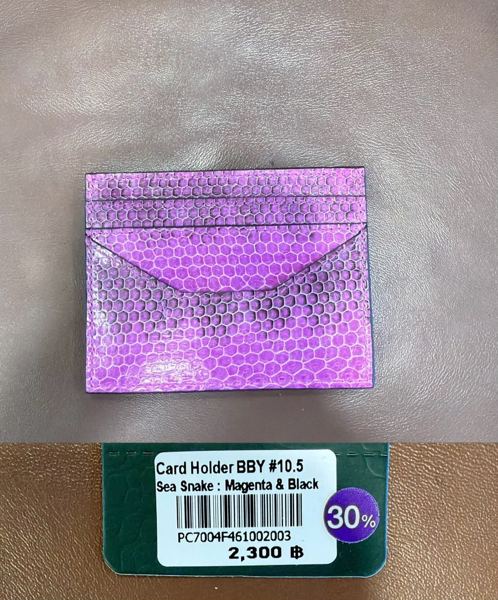 Card Holder BBY #10.5
Sea Snake : Magenta & Black
PC7004F461002003
2,300 ฿
30%